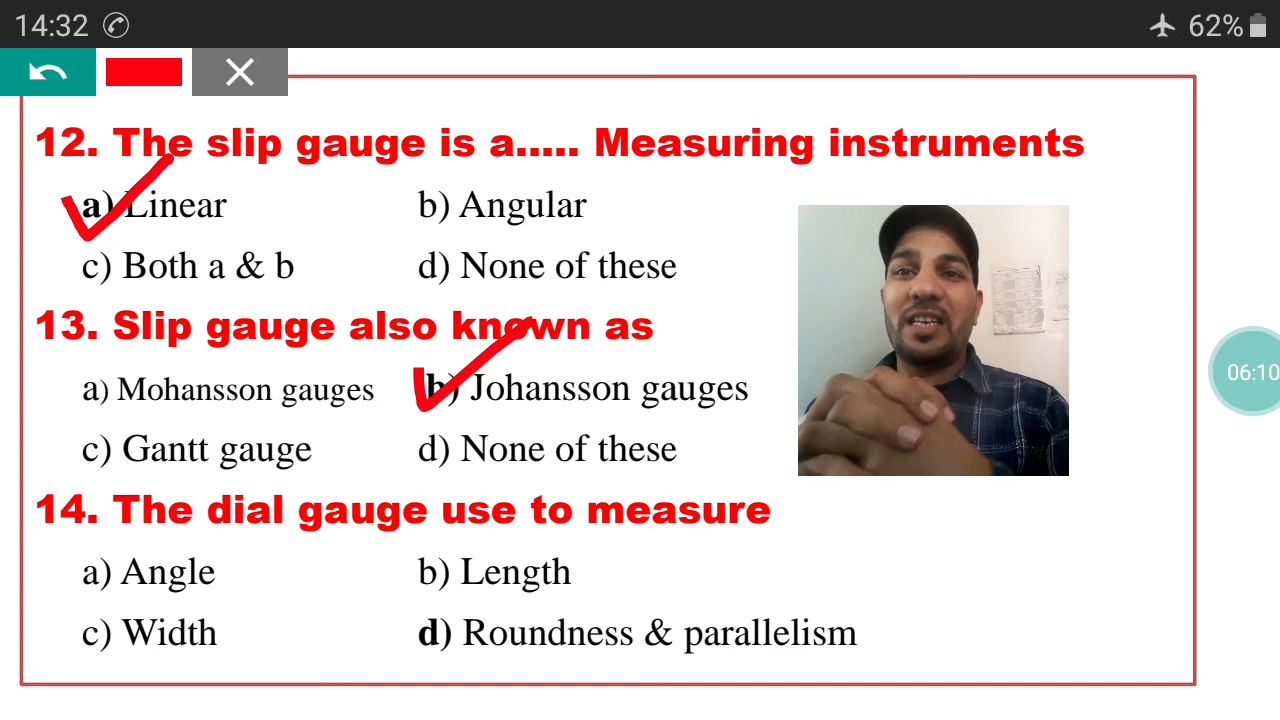 14:32 62%
12. The slip gauge is a..... Measuring instruments
a) Linear b) Angular
c) Both a & b d) None of these
13. Slip gauge also known as
a) Mohansson gauges b) Johansson gauges
c) Gantt gauge d) None of these
06:10
14. The dial gauge use to measure
a) Angle b) Length
c) Width d) Roundness & parallelism